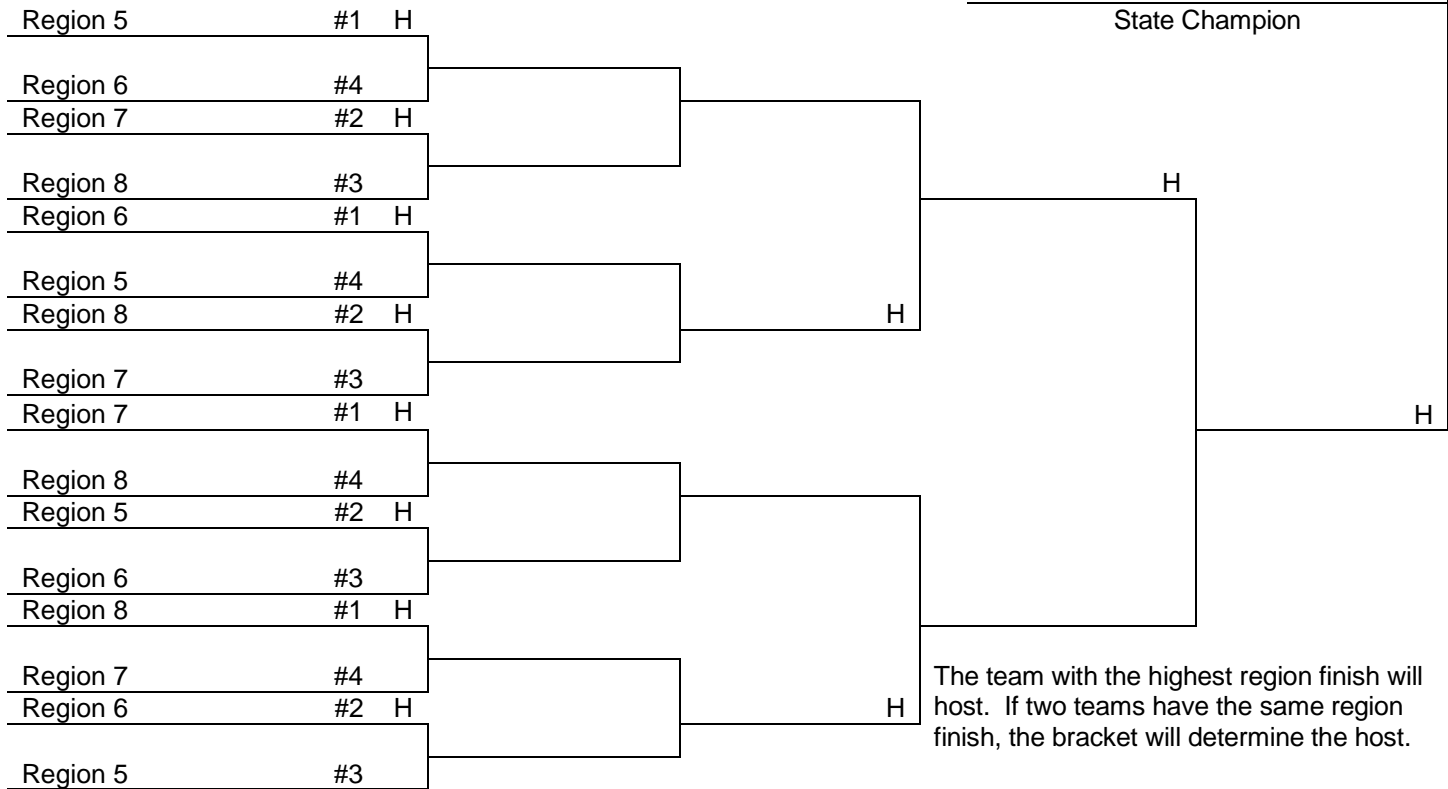 Region 5 #1 H
State Champion
Region 6 #4
Region 7 #2 H
Region 8 #3
H
Region 6 #1 H
Region 5 #4
Region 8 #2 H
H
Region 7 #3
Region 7 #1 H
H
Region 8 #4
Region 5 #2 H
Region 6 #3
Region 8 #1 H
Region 7 #4
Region 6 #2 H
H
Region 5 #3
The team with the highest region finish will
host. If two teams have the same region
finish, the bracket will determine the host.